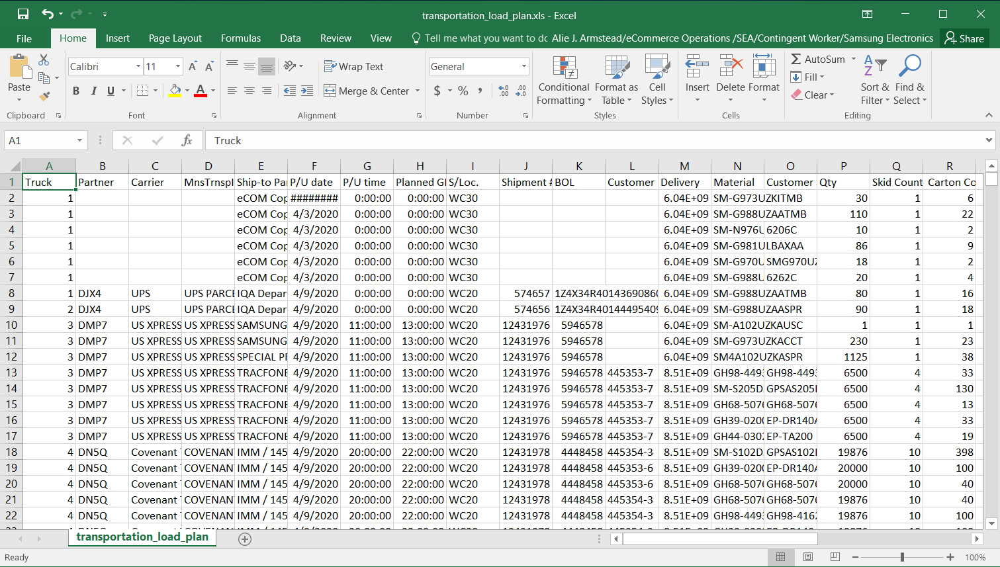 transportation_load_plan.xls - Excel
File Home Insert Page Layout Formulas Data Review View Tell me what you want to dc Alie J. Armstead/eCommerce Operations /SEA/Contingent Worker/Samsung Electronics Share
Calibri 11 Wrap Text General AutoSum
Paste B I U Merge & Center $ % , Conditional Formatting Format as Table Cell Styles Insert Delete Format Fill Clear Sort & Filter Find & Select
Clipboard Font Alignment Number Styles Cells Editing
A1 fx Truck
A B C D E F G H I J K L M N O P Q R
1 Truck Partner Carrier MnsTrnspl Ship-to Par P/U date P/U time Planned GI S/Loc. Shipment # BOL Customer Delivery Material Customer Qty Skid Count Carton Co
2 1 eCOM Cop ######## 0:00:00 0:00:00 WC30 6.04E+09 SM-G973UZKITMB 30 1 6
3 1 eCOM Cop 4/3/2020 0:00:00 0:00:00 WC30 6.04E+09 SM-G988UZAATMB 110 1 22
4 1 eCOM Cop 4/3/2020 0:00:00 0:00:00 WC30 6.04E+09 SM-N976U 6206C 10 1 2
5 1 eCOM Cop 4/3/2020 0:00:00 0:00:00 WC30 6.04E+09 SM-G981ULBAXAA 86 1 9
6 1 eCOM Cop 4/3/2020 0:00:00 0:00:00 WC30 6.04E+09 SM-G970U SMG970UZ 18 1 2
7 1 eCOM Cop 4/3/2020 0:00:00 0:00:00 WC30 6.04E+09 SM-G988U 6262C 20 1 4
8 1 DJX4 UPS UPS PARCE IQA Depar 4/9/2020 0:00:00 0:00:00 WC20 574657 1Z4X34R40143690860 6.04E+09 SM-G988UZAATMB 80 1 16
9 2 DJX4 UPS UPS PARCE IQA Depar 4/9/2020 0:00:00 0:00:00 WC20 574656 1Z4X34R40144495409 6.04E+09 SM-G988UZAASPR 90 1 18
10 3 DMP7 US XPRESS US XPRESS SAMSUNG 4/9/2020 11:00:00 13:00:00 WC20 12431976 5946578 6.04E+09 SM-A102UZKAUSC 1 1 1
11 3 DMP7 US XPRESS US XPRESS SAMSUNG 4/9/2020 11:00:00 13:00:00 WC20 12431976 5946578 6.04E+09 SM-G973UZKACCT 230 1 23
12 3 DMP7 US XPRESS US XPRESS SPECIAL PR 4/9/2020 11:00:00 13:00:00 WC20 12431976 5946578 6.04E+09 SM4A102UZKASPR 1125 1 38
13 3 DMP7 US XPRESS US XPRESS TRACFONE 4/9/2020 11:00:00 13:00:00 WC20 12431976 5946578 445353-7 8.51E+09 GH98-4493 GH98-4493 6500 4 33
14 3 DMP7 US XPRESS US XPRESS TRACFONE 4/9/2020 11:00:00 13:00:00 WC20 12431976 5946578 445353-7 8.51E+09 SM-S205D GPSAS205I 6500 4 130
15 3 DMP7 US XPRESS US XPRESS TRACFONE 4/9/2020 11:00:00 13:00:00 WC20 12431976 5946578 445353-7 8.51E+09 GH68-5076 GH68-5076 6500 4 13
16 3 DMP7 US XPRESS US XPRESS TRACFONE 4/9/2020 11:00:00 13:00:00 WC20 12431976 5946578 445353-7 8.51E+09 GH39-0200 EP-DR140A 6500 4 33
17 3 DMP7 US XPRESS US XPRESS TRACFONE 4/9/2020 11:00:00 13:00:00 WC20 12431976 5946578 445353-7 8.51E+09 GH44-0302 EP-TA200 6500 4 19
18 4 DN5Q Covenant COVENAN IMM / 145 4/9/2020 20:00:00 22:00:00 WC20 12431978 4448458 445354-3 8.51E+09 SM-S102D GPSAS102I 19876 10 398
19 4 DN5Q Covenant COVENAN IMM / 145 4/9/2020 20:00:00 22:00:00 WC20 12431978 4448458 445353-6 8.51E+09 GH39-0200 EP-DR140A 20000 10 100
20 4 DN5Q Covenant COVENAN IMM / 145 4/9/2020 20:00:00 22:00:00 WC20 12431978 4448458 445353-6 8.51E+09 GH68-5076 GH68-5076 20000 10 40
21 4 DN5Q Covenant COVENAN IMM / 145 4/9/2020 20:00:00 22:00:00 WC20 12431978 4448458 445354-3 8.51E+09 GH68-5076 GH68-5076 19876 10 40
22 4 DN5Q Covenant COVENAN IMM / 145 4/9/2020 20:00:00 22:00:00 WC20 12431978 4448458 445354-3 8.51E+09 GH98-4493 GH98-4162 19876 10 100
transportation_load_plan
Ready 100%